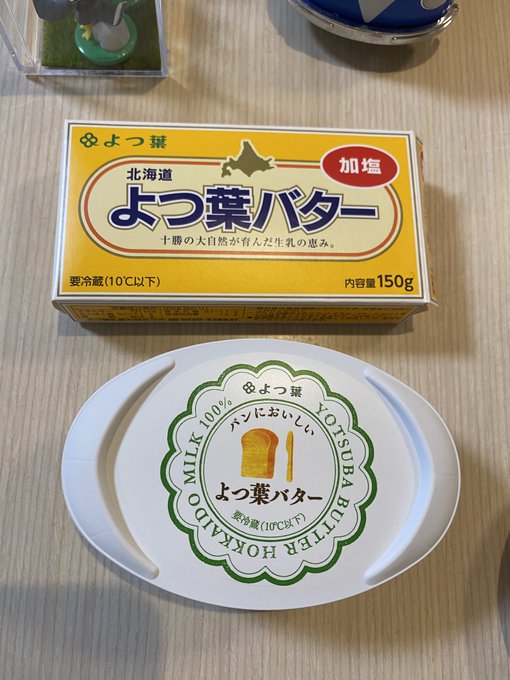 よつ葉
加塩
北海道
よつ葉バター
十勝の大自然が育んだ生乳の恵み。
要冷蔵(10℃以下)
内容量150g
よつ葉
パンにおいしい
よつ葉バター
要冷蔵(10℃以下)
YOTSUBA BUTTER HOKKAIDO MILK 100%